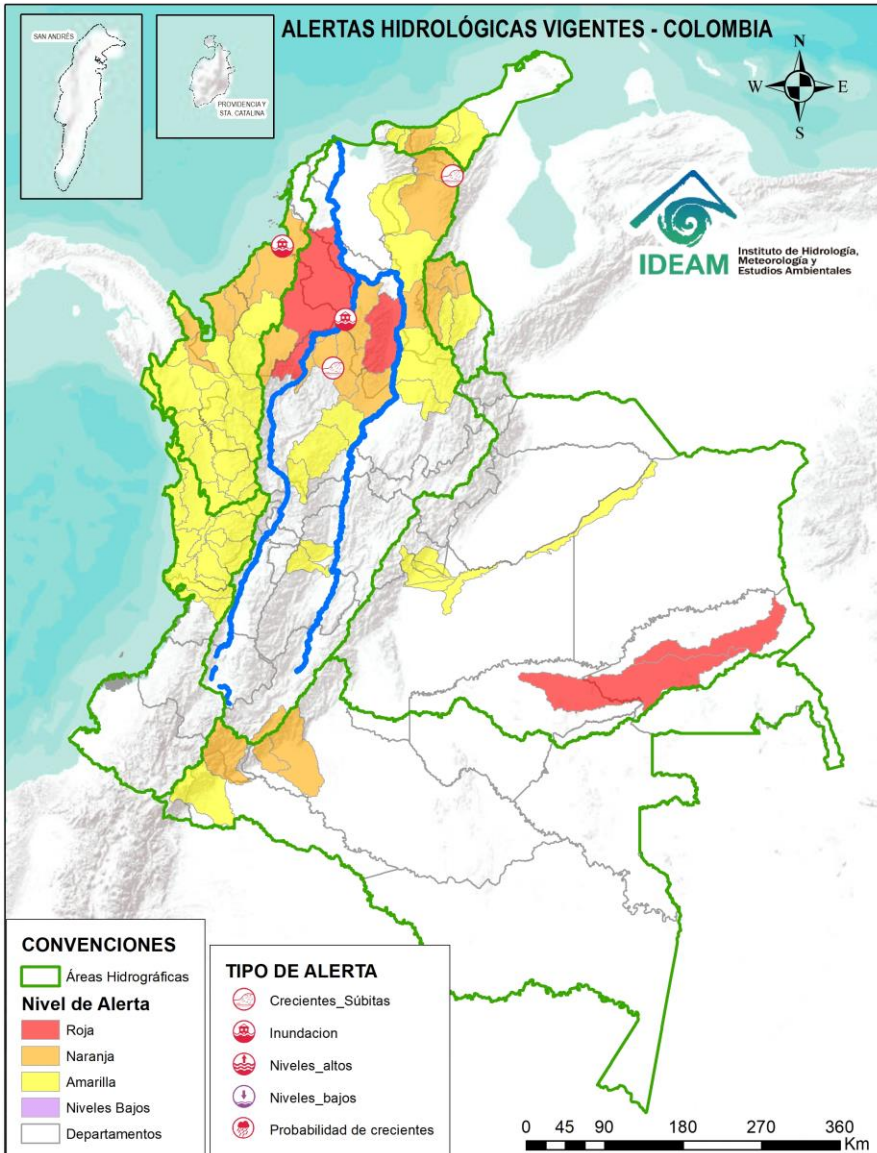 ALERTAS HIDROLÓGICAS VIGENTES - COLOMBIA
SAN ANDRÉS
PROVIDENCIA Y
STA. CATALINA
N
W
E
S
IDEAM
Instituto de Hidrología,
Meteorología y
Estudios Ambientales
CONVENCIONES
Áreas Hidrográficas
Nivel de Alerta
Roja
Naranja
Amarilla
Niveles Bajos
Departamentos
TIPO DE ALERTA
Crecientes_Súbitas
Inundacion
Niveles_altos
Niveles_bajos
Probabilidad de crecientes
0 45 90 180 270 360
Km